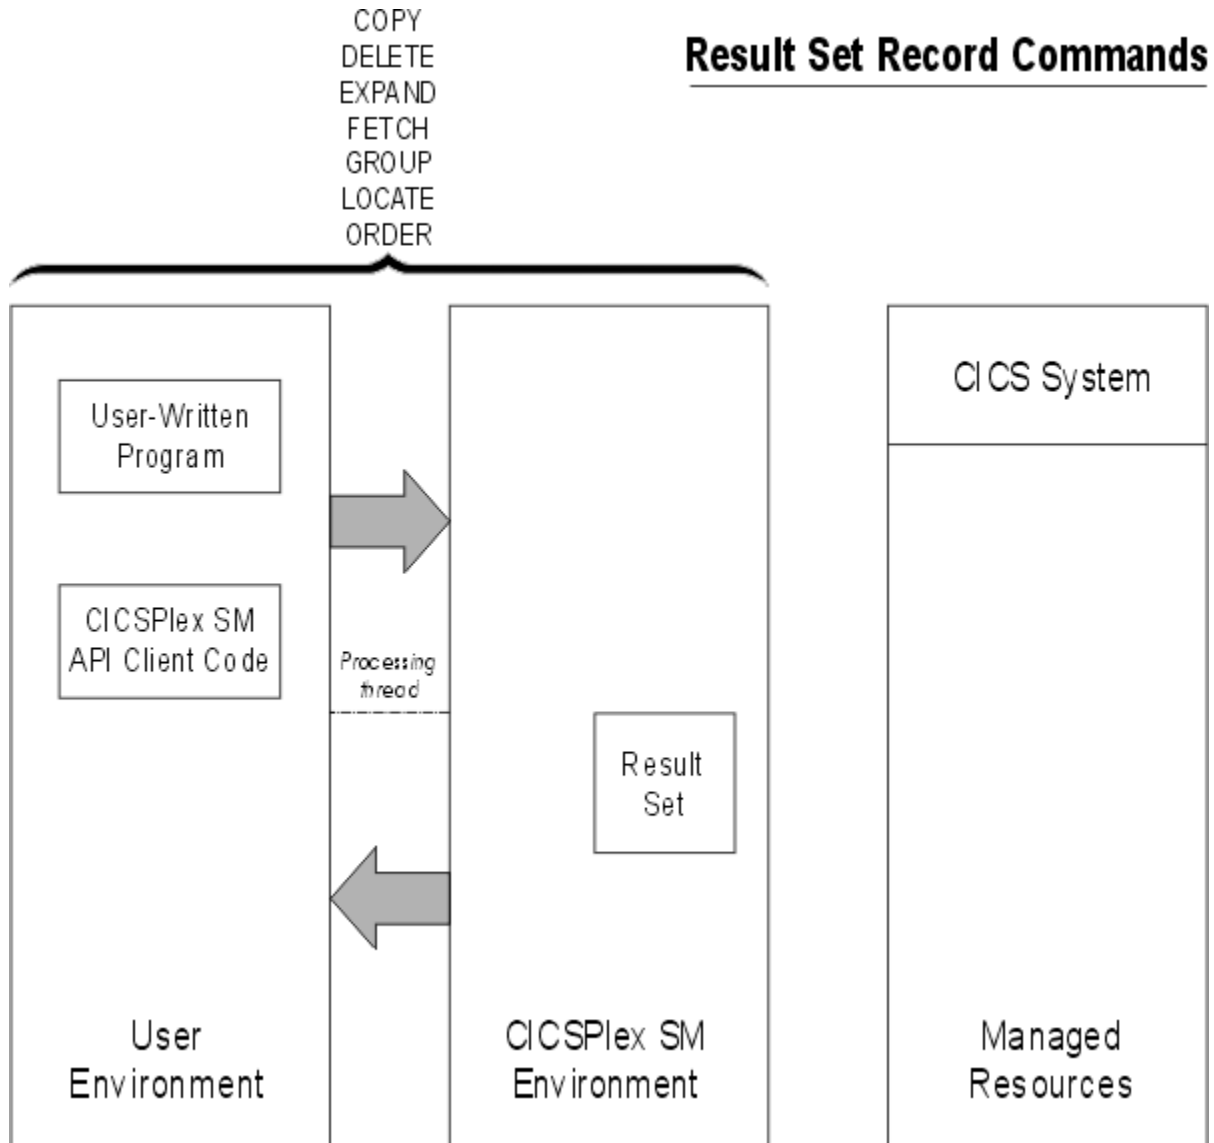 COPY
DELETE
EXPAND
FETCH
GROUP
LOCATE
ORDER
Result Set Record Commands
User-Written
Program
CICSPlex SM
API Client Code
Processing
thread
Result
Set
CICS System
User
Environment
CICSPlex SM
Environment
Managed
Resources